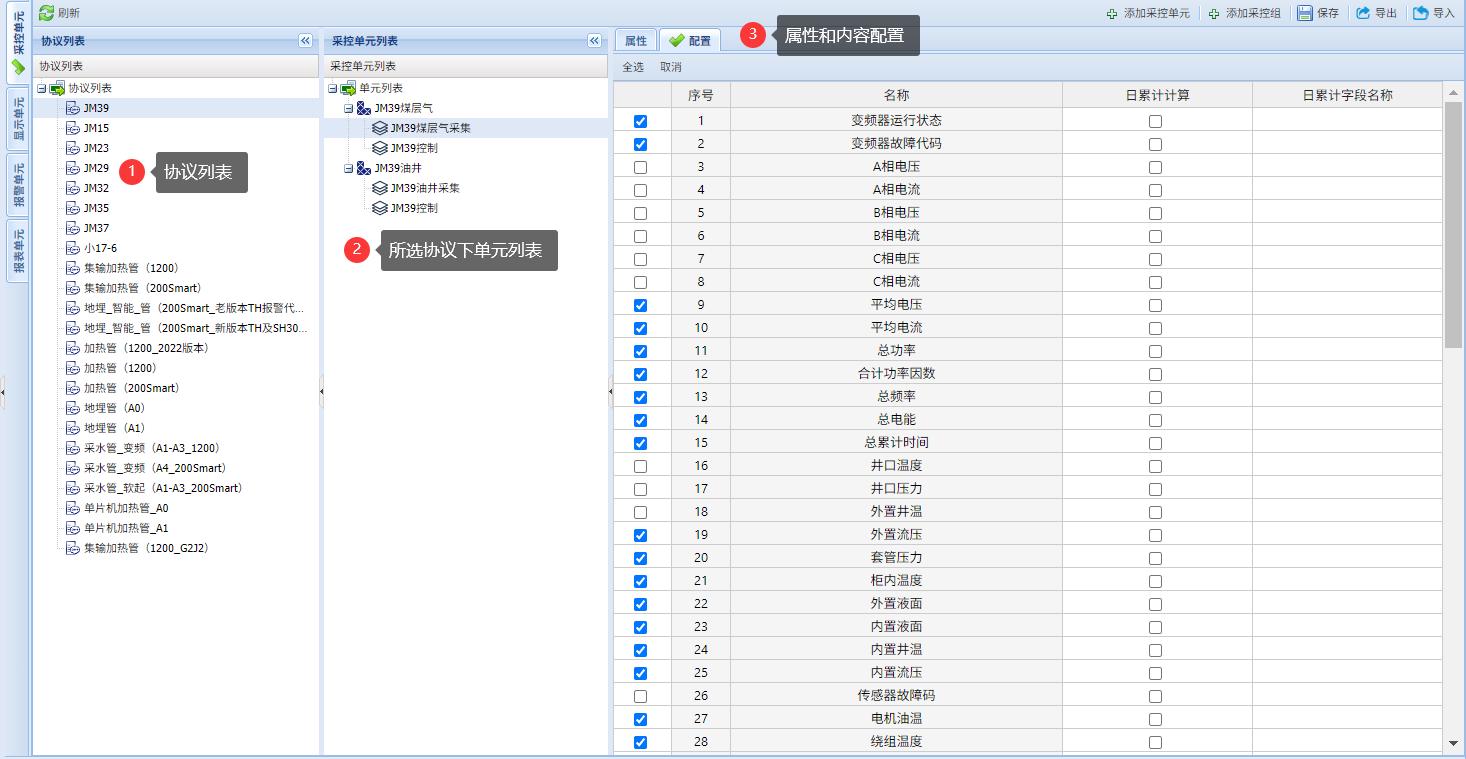 刷新
添加采控单元
添加采控组
保存
导出
导入
采控单元
显示单元
报警单元
报表单元
协议列表
协议列表
协议列表
JM39
JM15
JM23
JM29
JM32
JM35
JM37
小17-6
集输加热管（1200）
集输加热管（200Smart）
地埋_智能_管（200Smart_老版本TH报警代...
地埋_智能_管（200Smart_新版本TH及SH30...
加热管（1200_2022版本）
加热管（1200）
加热管（200Smart）
地埋管（A0）
地埋管（A1）
采水管_变频（A1-A3_1200）
采水管_变频（A4_200Smart）
采水管_软起（A1-A3_200Smart）
单片机加热管_A0
单片机加热管_A1
集输加热管（1200_G2J2）
1 协议列表
采控单元列表
采控单元列表
单元列表
JM39煤层气
JM39煤层气采集
JM39控制
JM39油井
JM39油井采集
JM39控制
2 所选协议下单元列表
属性 配置
3 属性和内容配置
全选 取消
序号 名称 日累计计算 日累计字段名称
1 变频器运行状态
2 变频器故障代码
3 A相电压
4 A相电流
5 B相电压
6 B相电流
7 C相电压
8 C相电流
9 平均电压
10 平均电流
11 总功率
12 合计功率因数
13 总频率
14 总电能
15 总累计时间
16 井口温度
17 井口压力
18 外置井温
19 外置流压
20 套管压力
21 柜内温度
22 外置液面
23 内置液面
24 内置井温
25 内置流压
26 传感器故障码
27 电机油温
28 绕组温度